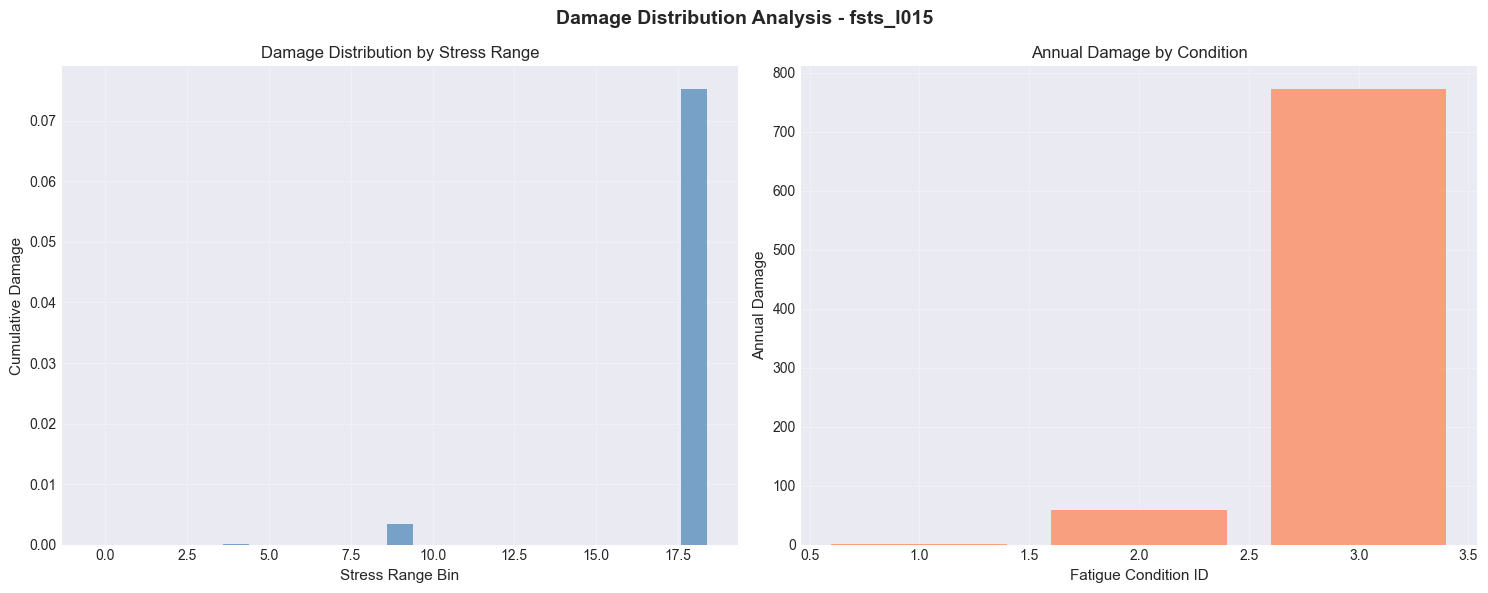 Damage Distribution Analysis - fsts_l015
Damage Distribution by Stress Range
Cumulative Damage
0.07
0.06
0.05
0.04
0.03
0.02
0.01
0.00
0.0 2.5 5.0 7.5 10.0 12.5 15.0 17.5
Stress Range Bin
Annual Damage by Condition
Annual Damage
800
700
600
500
400
300
200
100
0
0.5 1.0 1.5 2.0 2.5 3.0 3.5
Fatigue Condition ID